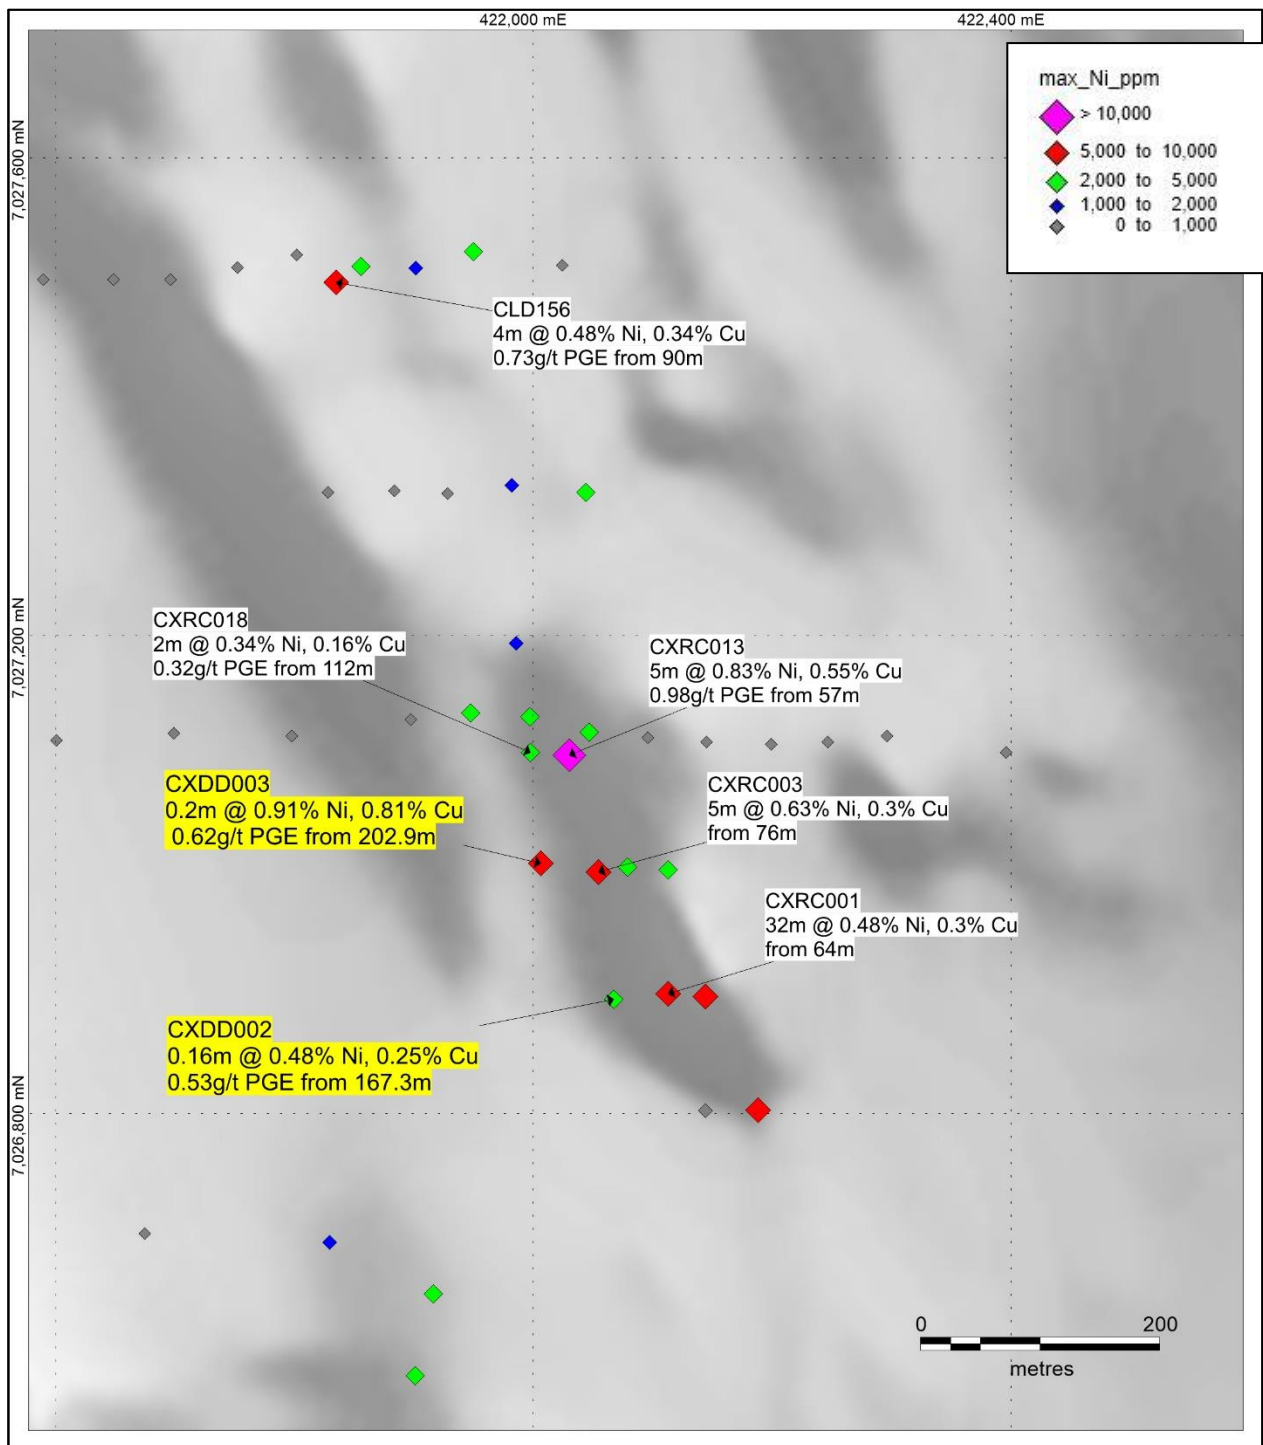 422,000 mE
422,400 mE
max_Ni_ppm
> 10,000
5,000 to 10,000
2,000 to 5,000
1,000 to 2,000
0 to 1,000
7,027,600 mN
CLD156
4m @ 0.48% Ni, 0.34% Cu
0.73g/t PGE from 90m
7,027,200 mN
CXRC018
2m @ 0.34% Ni, 0.16% Cu
0.32g/t PGE from 112m
CXRC013
5m @ 0.83% Ni, 0.55% Cu
0.98g/t PGE from 57m
CXDD003
0.2m @ 0.91% Ni, 0.81% Cu
0.62g/t PGE from 202.9m
CXRC003
5m @ 0.63% Ni, 0.3% Cu
from 76m
CXRC001
32m @ 0.48% Ni, 0.3% Cu
from 64m
CXDD002
0.16m @ 0.48% Ni, 0.25% Cu
0.53g/t PGE from 167.3m
7,026,800 mN
0 200
metres